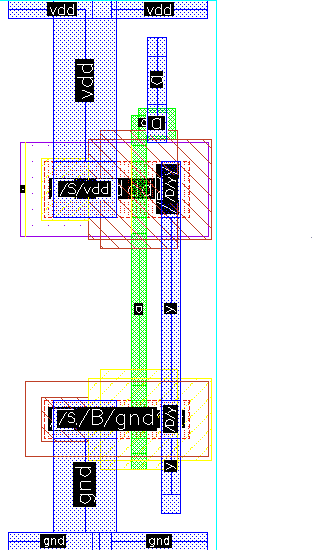 vdd vdd
vdd
a
a
/S/vdd /D/y
a y
/s./B/gnd /D/y
gnd y
gnd gnd